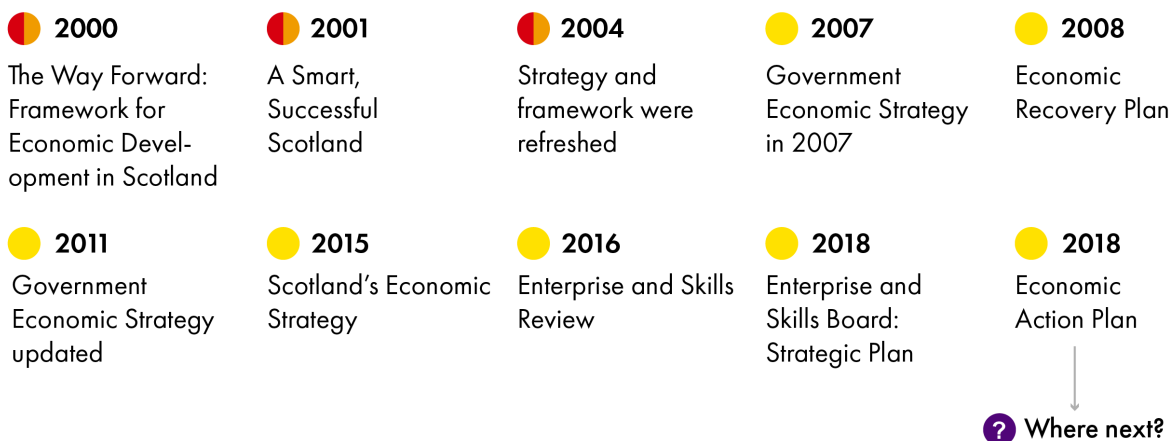 2000
The Way Forward:
Framework for
Economic Devel-
opment in Scotland
2001
A Smart,
Successful
Scotland
2004
Strategy and
framework were
refreshed
2007
Government
Economic Strategy
in 2007
2008
Economic
Recovery Plan
2011
Government
Economic Strategy
updated
2015
Scotland’s Economic
Strategy
2016
Enterprise and Skills
Review
2018
Enterprise and
Skills Board:
Strategic Plan
2018
Economic
Action Plan
? Where next?